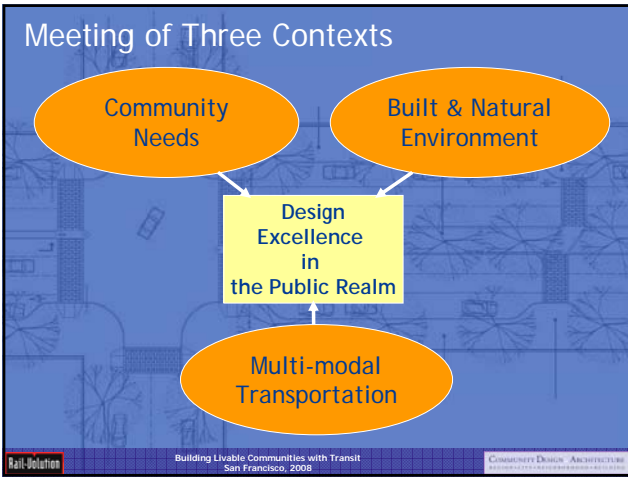 Meeting of Three Contexts
Community
Needs
Built & Natural
Environment
Design
Excellence
in
the Public Realm
Multi-modal
Transportation
Rail-Volution
Building Livable Communities with Transit
San Francisco, 2008
COMMUNITY DESIGN + ARCHITECTURE